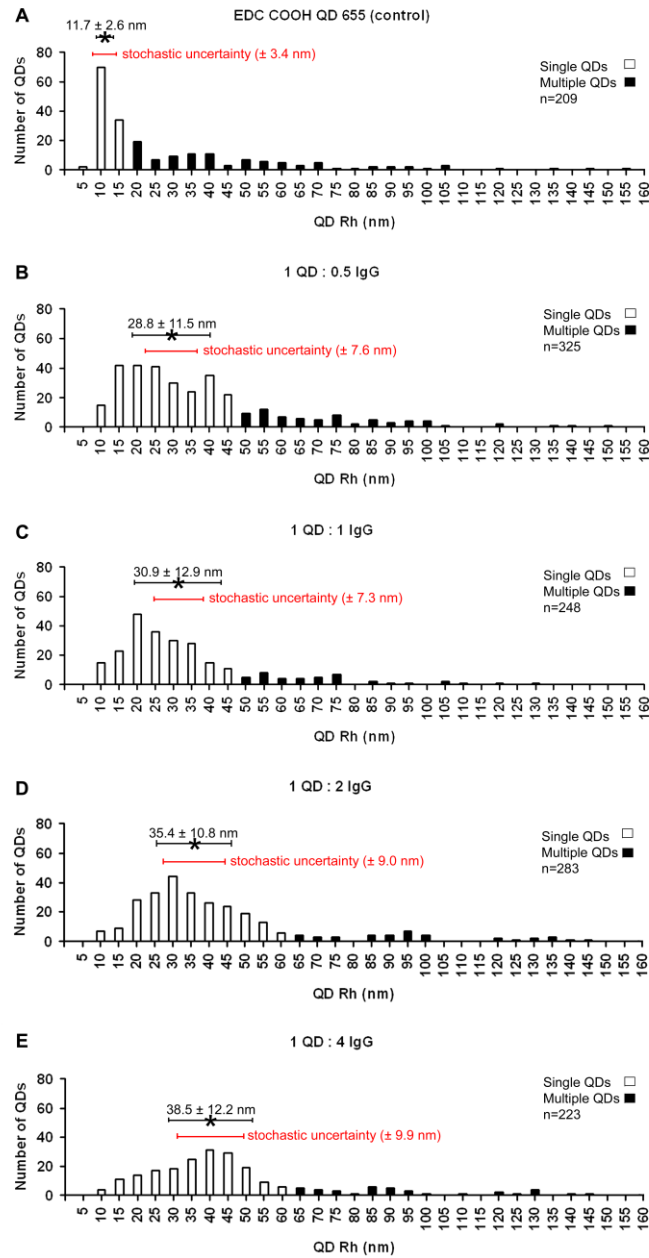 A
EDC COOH QD 655 (control)
11.7 ± 2.6 nm
*
stochastic uncertainty (± 3.4 nm)
Single QDs
Multiple QDs
n=209
Number of QDs
80
60
40
20
0
5 10 15 20 25 30 35 40 45 50 55 60 65 70 75 80 85 90 95 100 105 110 115 120 125 130 135 140 145 150 155 160
QD Rh (nm)
B
1 QD : 0.5 IgG
28.8 ± 11.5 nm
*
stochastic uncertainty (± 7.6 nm)
Single QDs
Multiple QDs
n=325
Number of QDs
80
60
40
20
0
5 10 15 20 25 30 35 40 45 50 55 60 65 70 75 80 85 90 95 100 105 110 115 120 125 130 135 140 145 150 155 160
QD Rh (nm)
C
1 QD : 1 IgG
30.9 ± 12.9 nm
*
stochastic uncertainty (± 7.3 nm)
Single QDs
Multiple QDs
n=248
Number of QDs
80
60
40
20
0
5 10 15 20 25 30 35 40 45 50 55 60 65 70 75 80 85 90 95 100 105 110 115 120 125 130 135 140 145 150 155 160
QD Rh (nm)
D
1 QD : 2 IgG
35.4 ± 10.8 nm
*
stochastic uncertainty (± 9.0 nm)
Single QDs
Multiple QDs
n=283
Number of QDs
80
60
40
20
0
5 10 15 20 25 30 35 40 45 50 55 60 65 70 75 80 85 90 95 100 105 110 115 120 125 130 135 140 145 150 155 160
QD Rh (nm)
E
1 QD : 4 IgG
38.5 ± 12.2 nm
*
stochastic uncertainty (± 9.9 nm)
Single QDs
Multiple QDs
n=223
Number of QDs
80
60
40
20
0
5 10 15 20 25 30 35 40 45 50 55 60 65 70 75 80 85 90 95 100 105 110 115 120 125 130 135 140 145 150 155 160
QD Rh (nm)